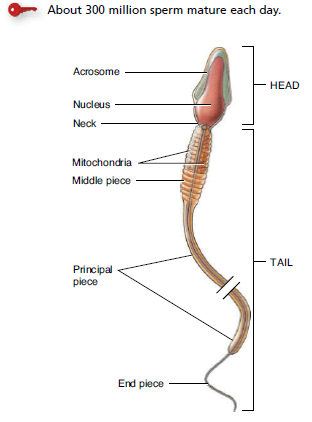 About 300 million sperm mature each day.
Acrosome
HEAD
Nucleus
Neck
Mitochondria
Middle piece
TAIL
Principal
piece
End piece